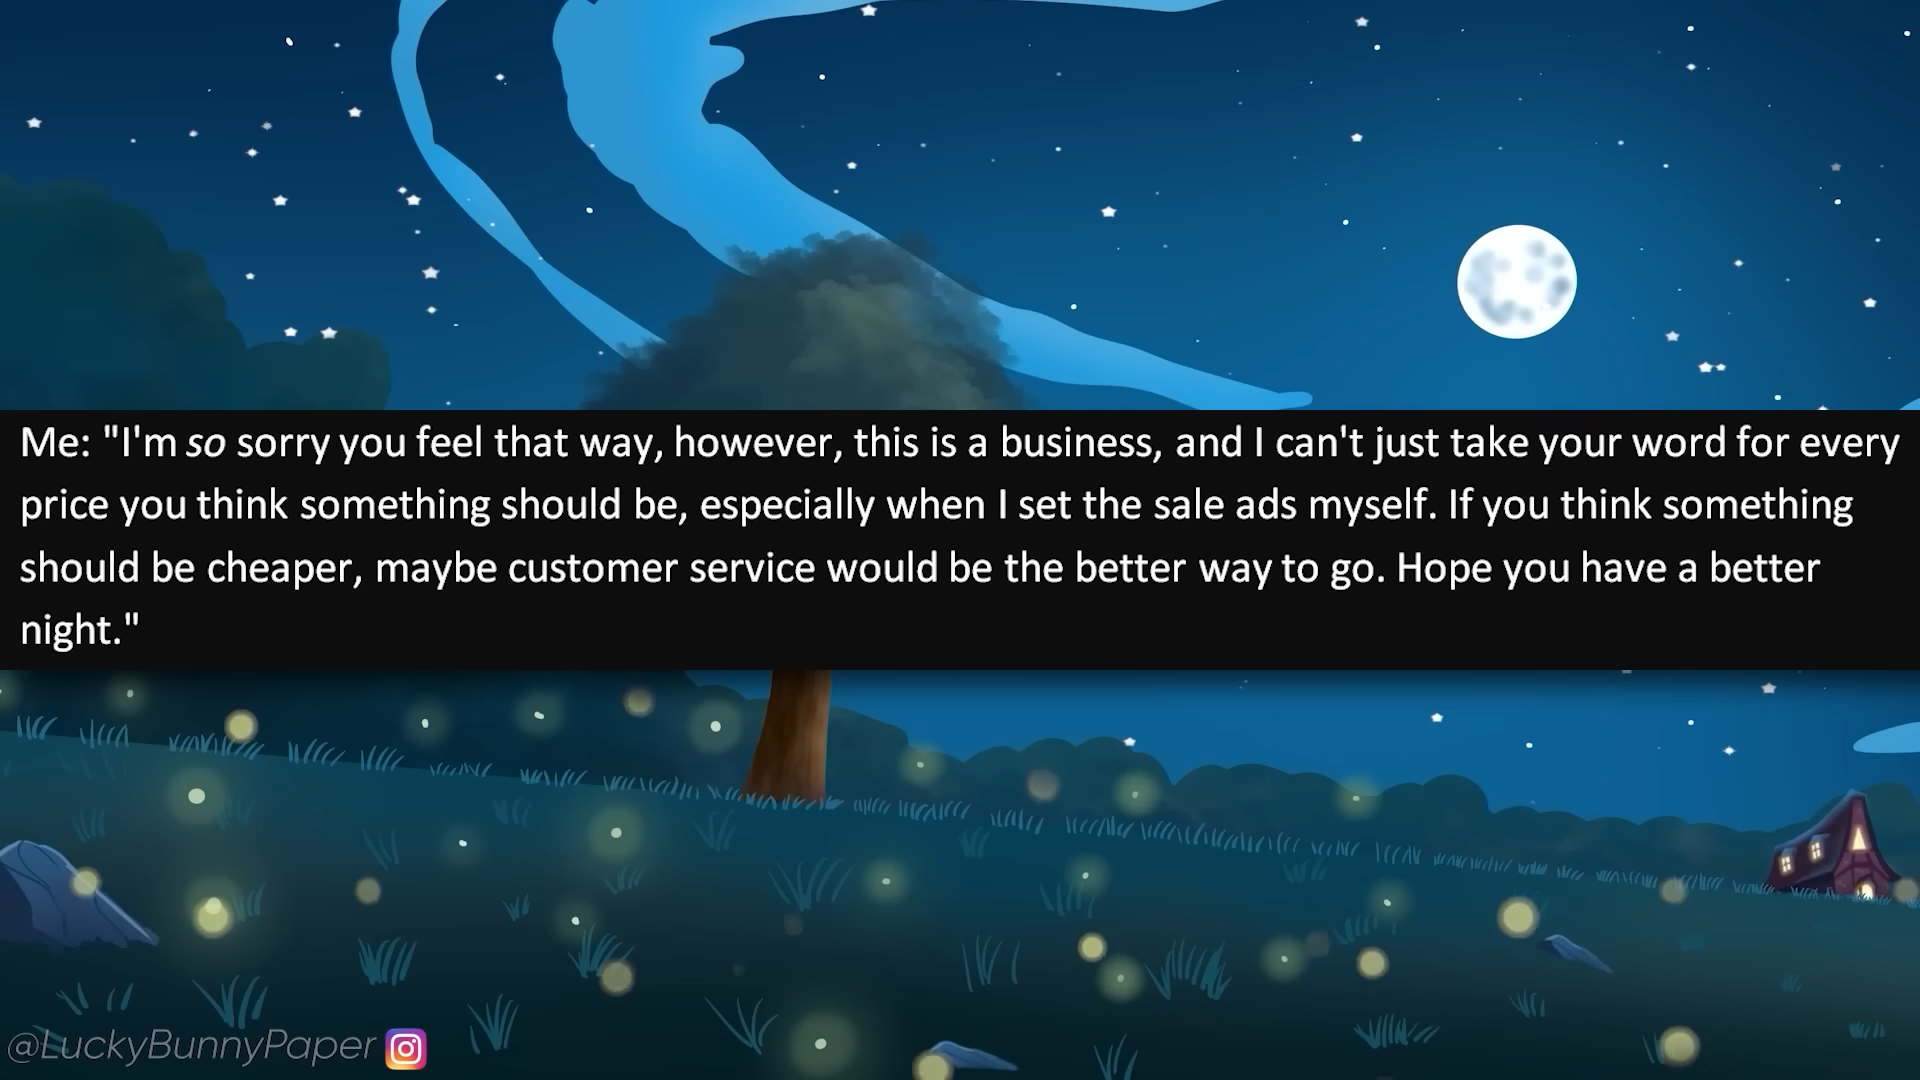 Me: "I'm so sorry you feel that way, however, this is a business, and I can't just take your word for every
price you think something should be, especially when I set the sale ads myself. If you think something
should be cheaper, maybe customer service would be the better way to go. Hope you have a better
night."
@LuckyBunnyPaper